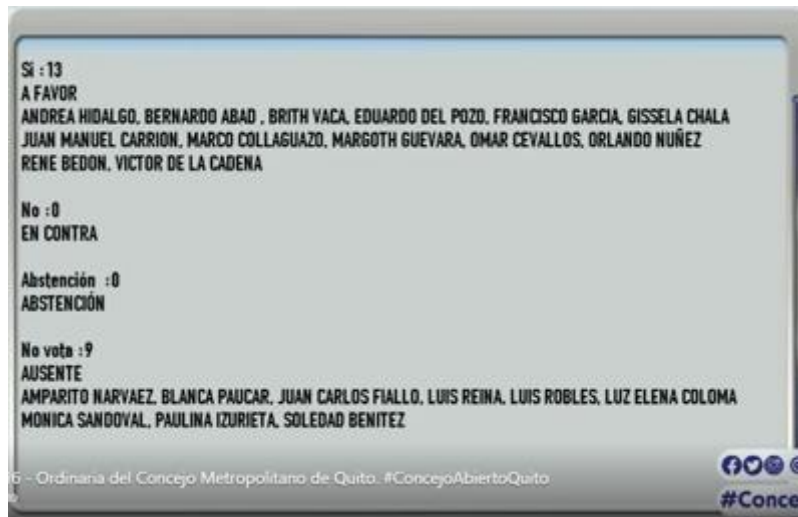 Si :13
A FAVOR
ANDREA HIDALGO, BERNARDO ABAD , BRITH VACA, EDUARDO DEL POZO, FRANCISCO GARCIA, GISSELA CHALA
JUAN MANUEL CARRION, MARCO COLLAGUAZO, MARGOTH GUEVARA, OMAR CEVALLOS, ORLANDO NUÑEZ
RENE BEDON, VICTOR DE LA CADENA
No :0
EN CONTRA
Abstención :0
ABSTENCIÓN
No vota :9
AUSENTE
AMPARITO NARVAEZ, BLANCA PAUCAR, JUAN CARLOS FIALLO, LUIS REINA, LUIS ROBLES, LUZ ELENA COLOMA
MONICA SANDOVAL, PAULINA IZURIETA, SOLEDAD BENITEZ
6 - Ordinaria del Concejo Metropolitano de Quito. #ConcejoAbiertoQuito
#Conce